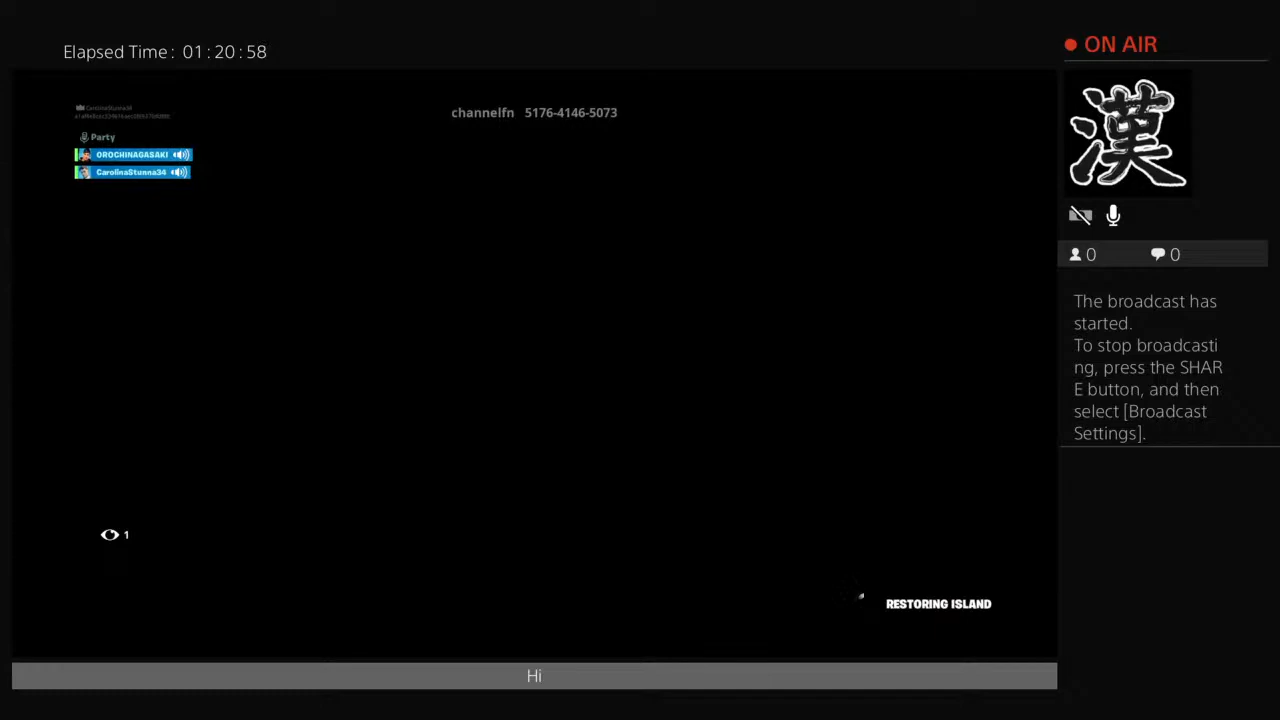 Elapsed Time: 01:20:58
ON AIR
CarolinaStunna34
channelfn 5176-4146-5073
漢
Party
OROCHINAGASAKI
CarolinaStunna34
0 0
The broadcast has
started.
To stop broadcasti
ng, press the SHAR
E button, and then
select [Broadcast
Settings].
1
RESTORING ISLAND
Hi